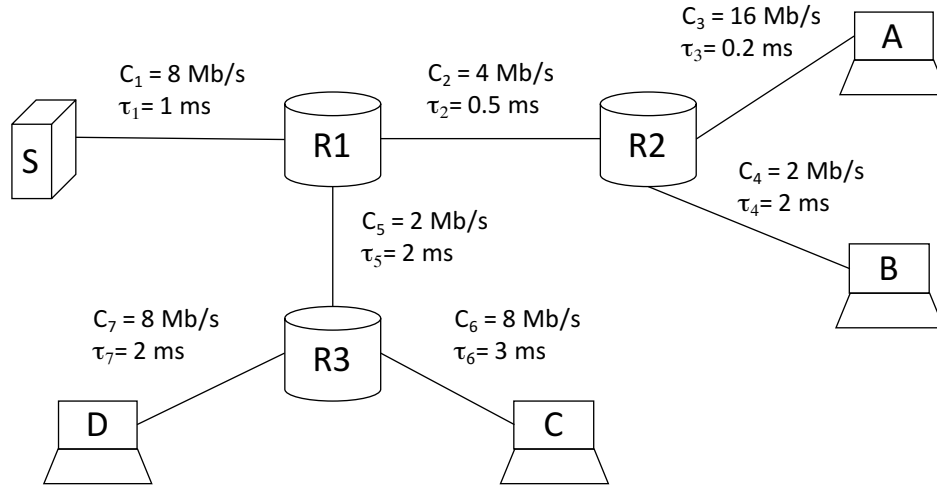 C₃ = 16 Mb/s
τ₃= 0.2 ms
A
C₁ = 8 Mb/s
τ₁= 1 ms
C₂ = 4 Mb/s
τ₂= 0.5 ms
S
R1
R2
C₄ = 2 Mb/s
τ₄= 2 ms
C₅ = 2 Mb/s
τ₅= 2 ms
B
C₇ = 8 Mb/s
τ₇= 2 ms
R3
C₆ = 8 Mb/s
τ₆= 3 ms
D
C